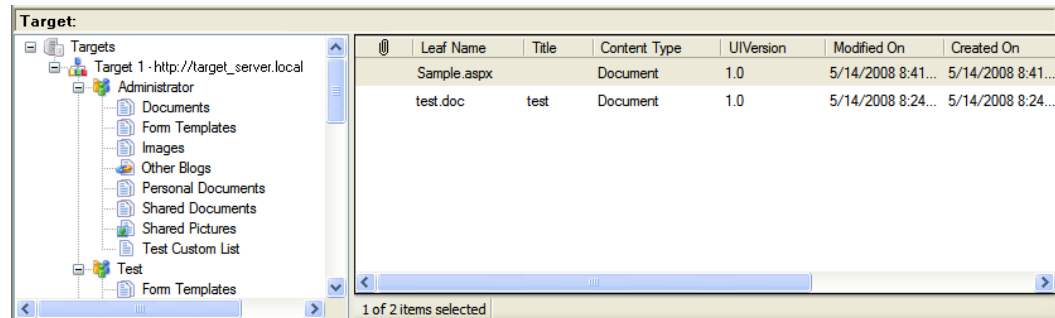 Target:
Targets
Target 1 - http://target_server.local
Administrator
Documents
Form Templates
Images
Other Blogs
Personal Documents
Shared Documents
Shared Pictures
Test Custom List
Test
Form Templates
Leaf Name Title Content Type UIVersion Modified On Created On
Sample.aspx Document 1.0 5/14/2008 8:41... 5/14/2008 8:41...
test.doc test Document 1.0 5/14/2008 8:24... 5/14/2008 8:24...
1 of 2 items selected